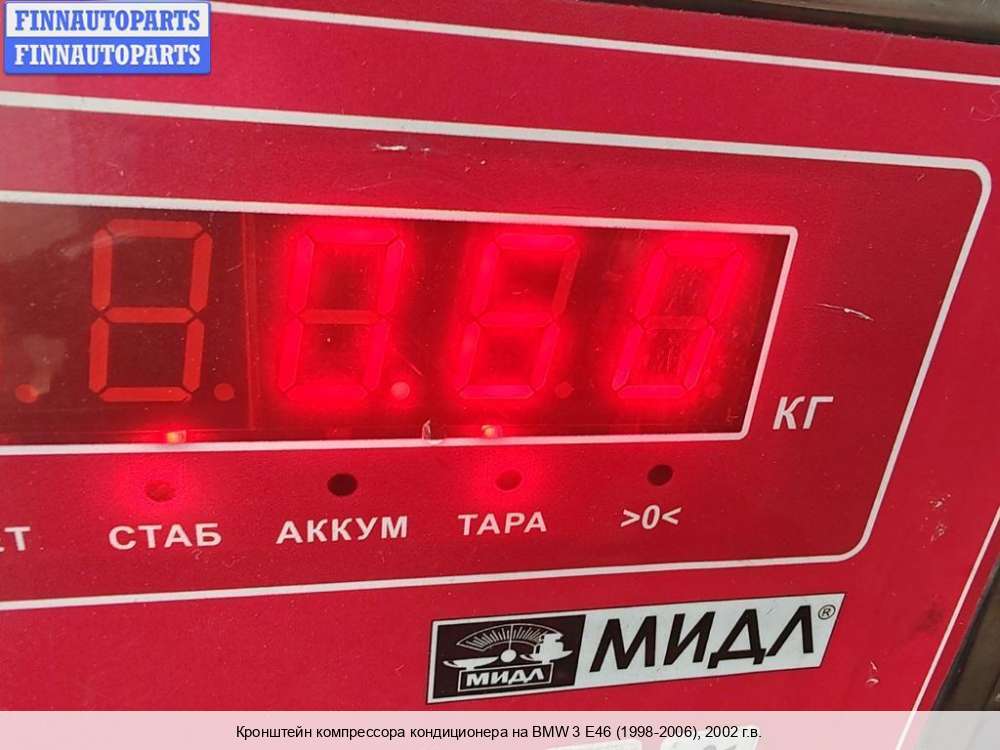 FINNAUTOPARTS
FINNAUTOPARTS
0.60
КГ
СТАБ АККУМ ТАРА >0<
МИДЛ МИДЛ®
Кронштейн компрессора кондиционера на BMW 3 E46 (1998-2006), 2002 г.в.